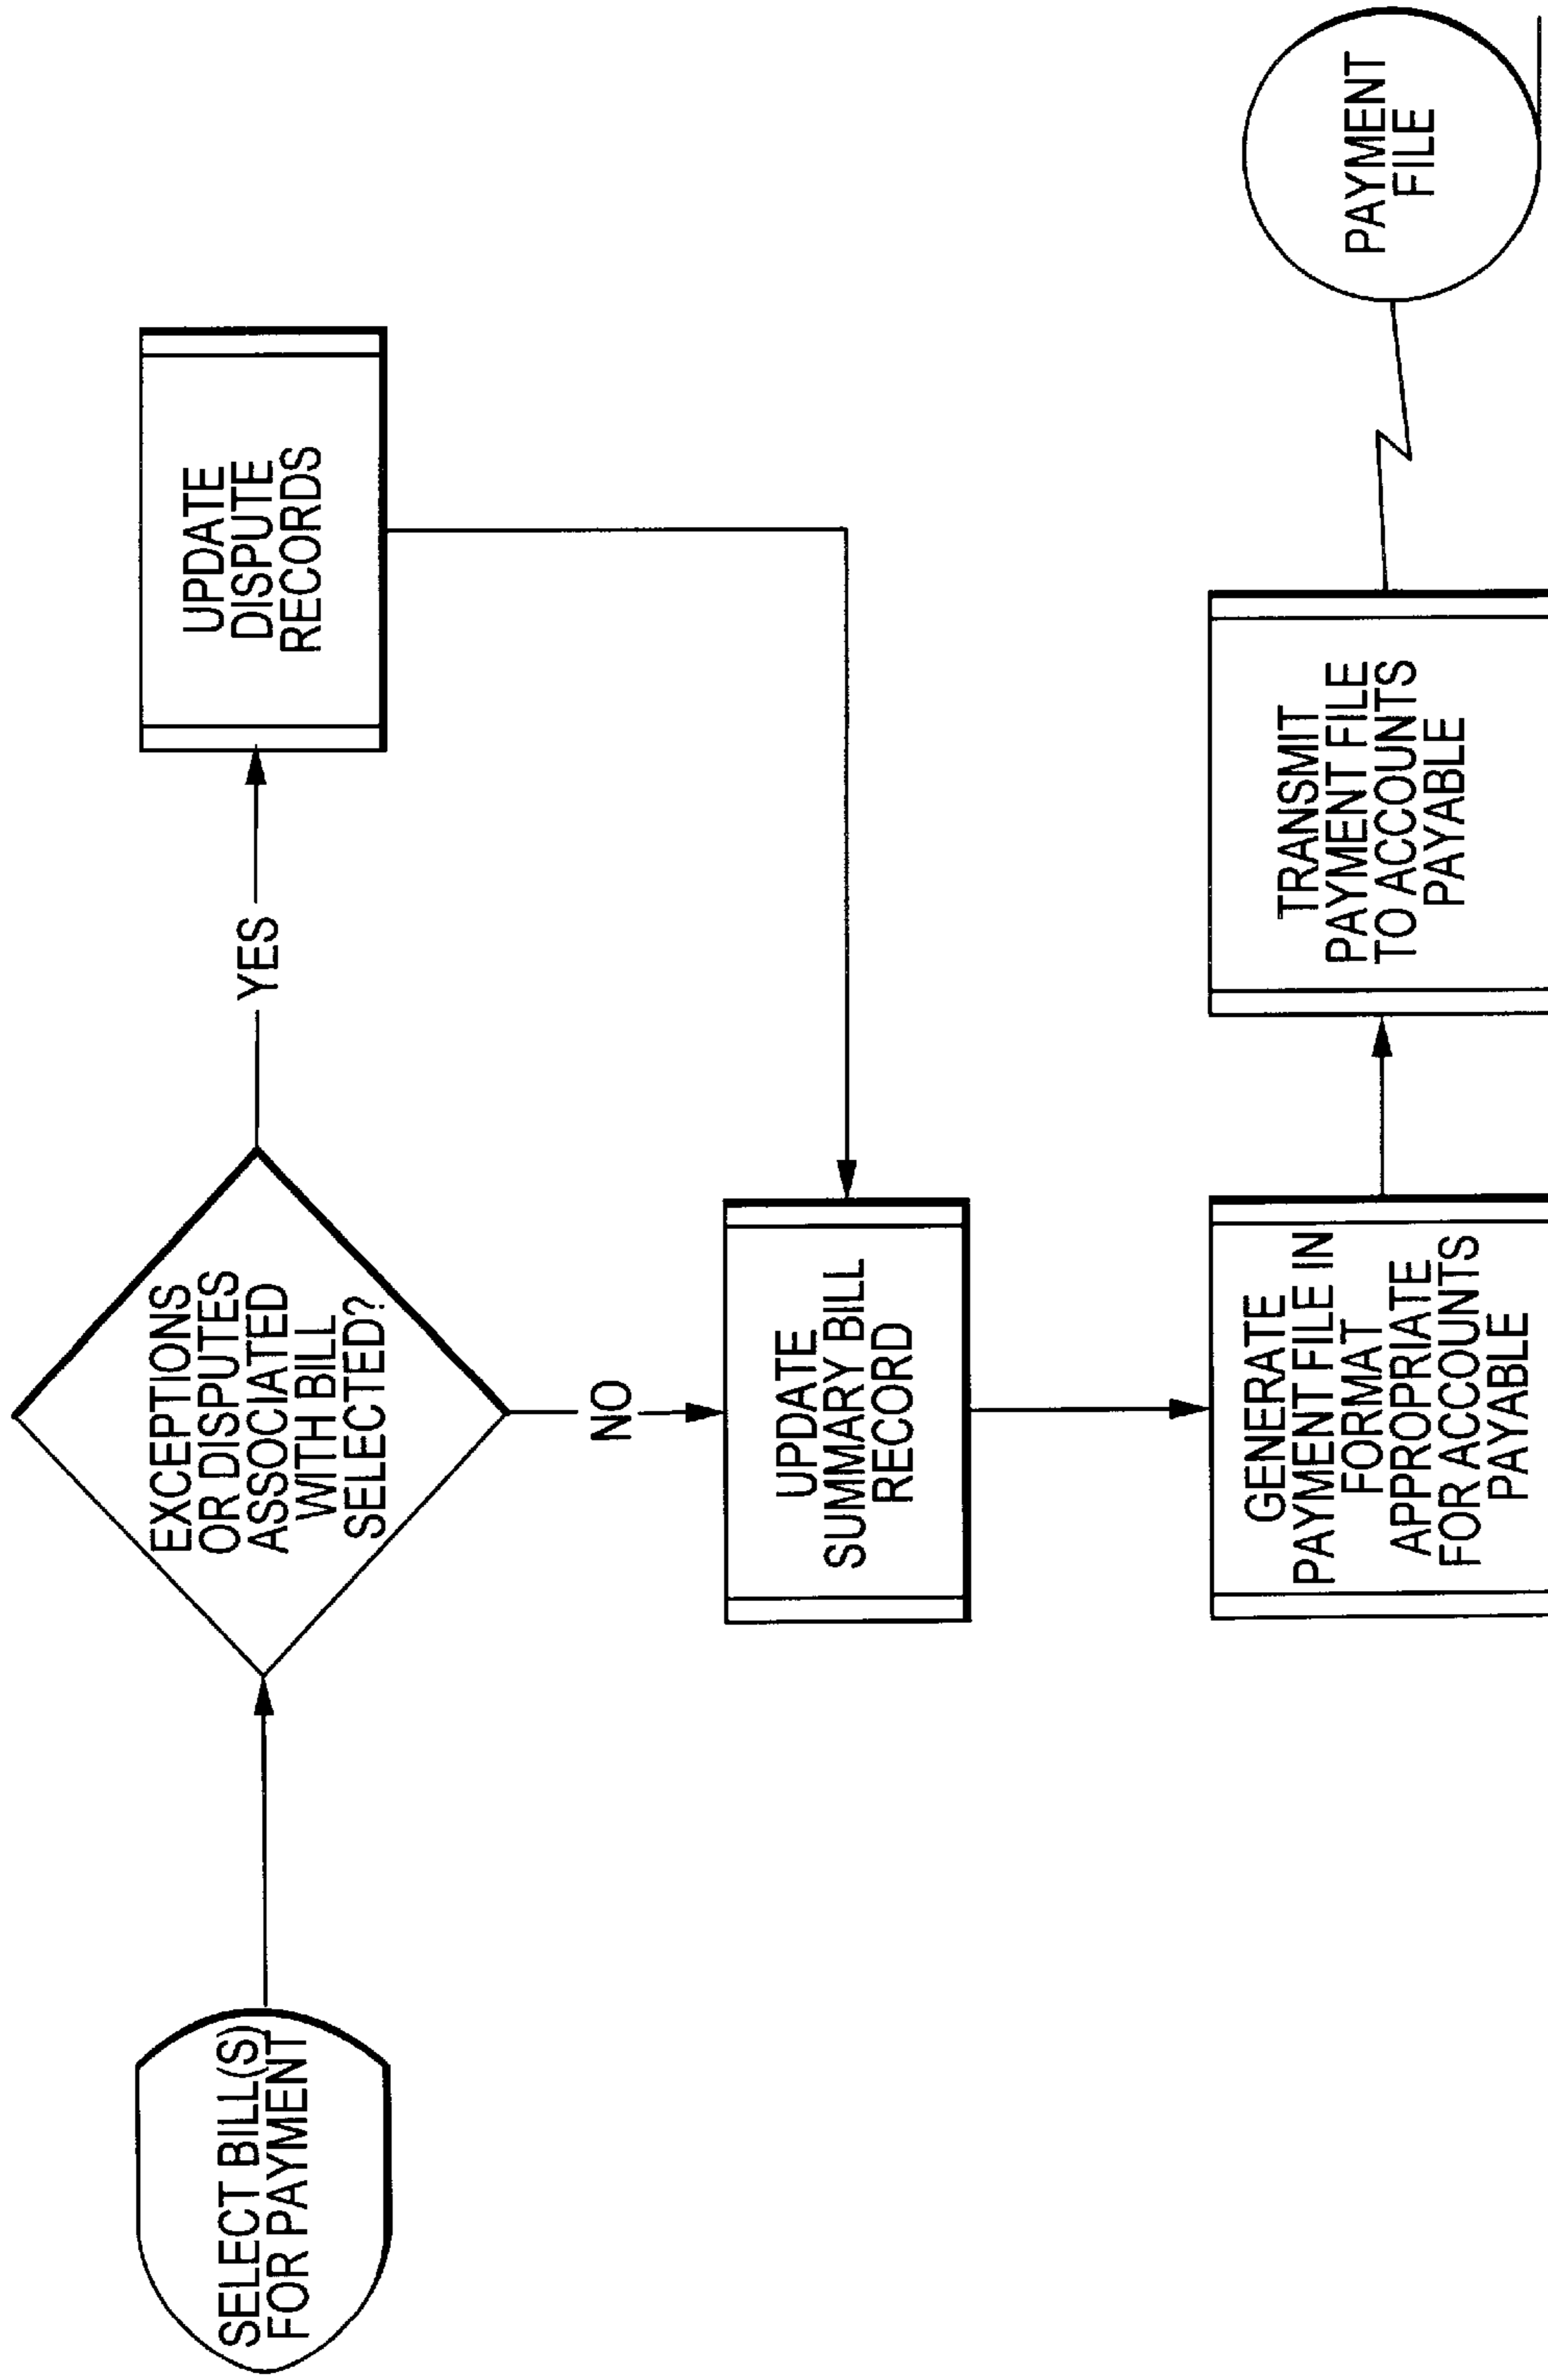 SELECT BILL(S)
FOR PAYMENT
EXCEPTIONS
OR DISPUTES
ASSOCIATED
WITH BILL
SELECTED?
YES
UPDATE
DISPUTE
RECORDS
NO
UPDATE
SUMMARY BILL
RECORD
GENERATE
PAYMENT FILE IN
FORMAT
APPROPRIATE
FOR ACCOUNTS
PAYABLE
TRANSMIT
PAYMENT FILE
TO ACCOUNTS
PAYABLE
PAYMENT
FILE